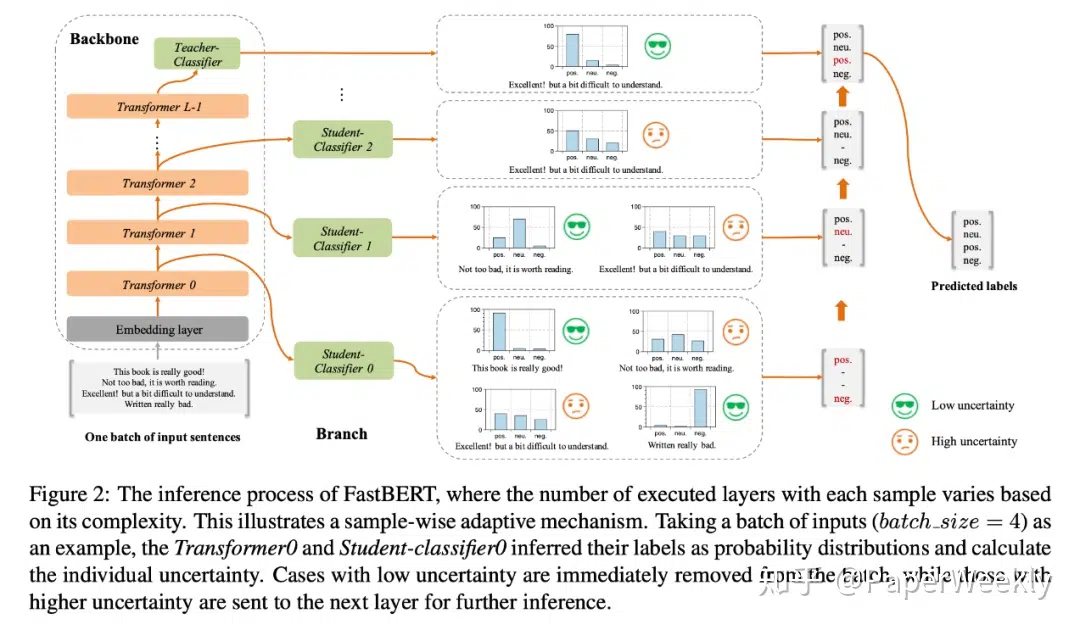 Backbone
Teacher-
Classifier
Transformer L-1
Transformer 2
Transformer 1
Transformer 0
Embedding layer
This book is really good!
Not too bad, it is worth reading.
Excellent! but a bit difficult to understand.
Written really bad.
One batch of input sentences
Branch
Student-
Classifier 2
Student-
Classifier 1
Student-
Classifier 0
100
50
0
pos. neu. neg.
Excellent! but a bit difficult to understand.
100
50
0
pos. neu. neg.
Excellent! but a bit difficult to understand.
100
50
0
pos. neu. neg.
Not too bad, it is worth reading.
100
50
0
pos. neu. neg.
Excellent! but a bit difficult to understand.
100
50
0
pos. neu. neg.
This book is really good!
100
50
0
pos. neu. neg.
Not too bad, it is worth reading.
100
50
0
pos. neu. neg.
Excellent! but a bit difficult to understand.
100
50
0
pos. neu. neg.
Written really bad.
pos.
neu.
pos.
neg.
pos.
neu.
-
neg.
pos.
neu.
-
neg.
pos.
-
-
neg.
pos.
neu.
pos.
neg.
Predicted labels
Low uncertainty
High uncertainty
Figure 2: The inference process of FastBERT, where the number of executed layers with each sample varies based
on its complexity. This illustrates a sample-wise adaptive mechanism. Taking a batch of inputs (batch_size = 4) as
an example, the Transformer0 and Student-classifier0 inferred their labels as probability distributions and calculate
the individual uncertainty. Cases with low uncertainty are immediately removed from the batch, while those with
higher uncertainty are sent to the next layer for further inference.
知乎 @PaperWeekly